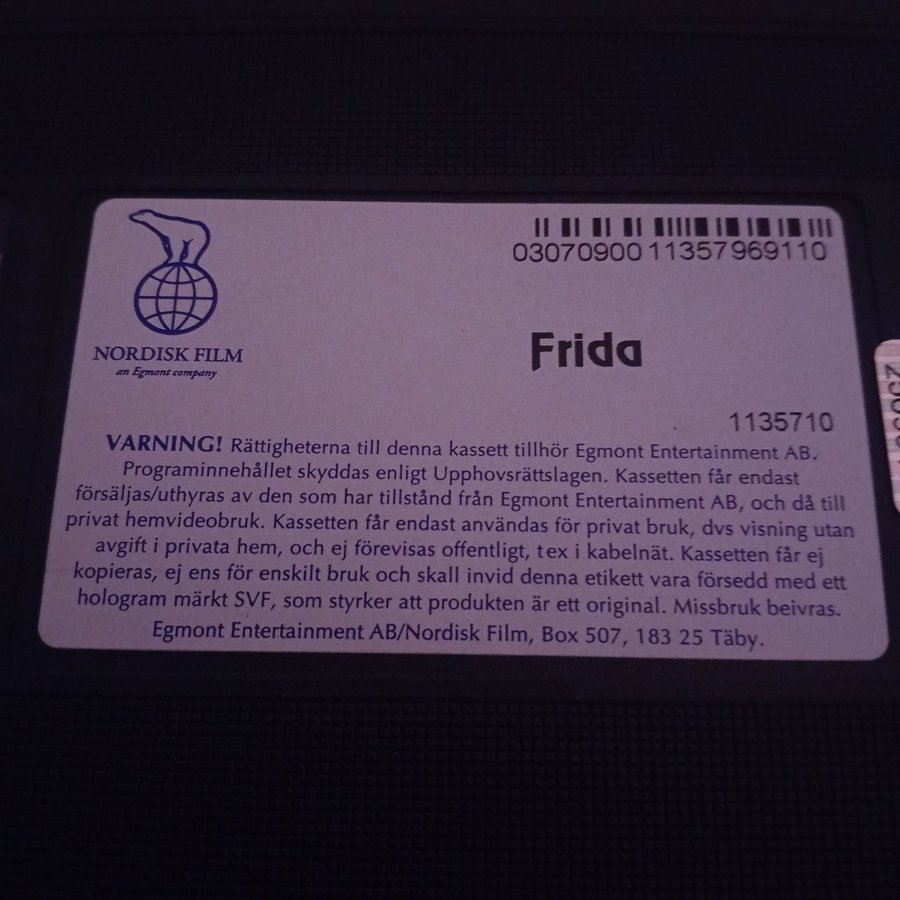 NORDISK FILM
an Egmont company
03070900 11357969110
Frida
1135710
VARNING! Rättigheterna till denna kassett tillhör Egmont Entertainment AB.
Programinnehållet skyddas enligt Upphovsrättslagen. Kassetten får endast
försäljas/uthyras av den som har tillstånd från Egmont Entertainment AB, och då till
privat hemvideobruk. Kassetten får endast användas för privat bruk, dvs visning utan
avgift i privata hem, och ej förevisas offentligt, t ex i kabelnät. Kassetten får ej
kopieras, ej ens för enskilt bruk och skall invid denna etikett vara försedd med ett
hologram märkt SVF, som styrker att produkten är ett original. Missbruk beivras.
Egmont Entertainment AB/Nordisk Film, Box 507, 183 25 Täby.